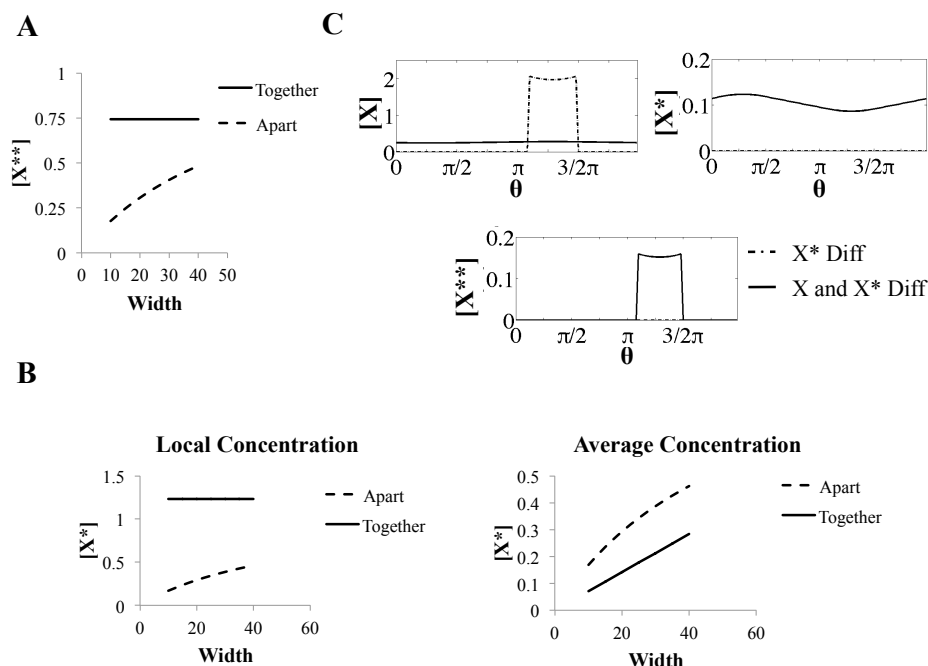 A
1
0.75
0.5
0.25
0
[X**]
0 10 20 30 40 50
Width
Together
Apart
C
2
1
0
[X]
0 π/2 π 3/2π
θ
0.2
0.1
0
[X*]
0 π/2 π 3/2π
θ
0.2
0.1
0
[X**]
0 π/2 π 3/2π
θ
X* Diff
X and X* Diff
B
Local Concentration
1.5
1
0.5
0
[X*]
0 20 40 60
Width
Apart
Together
Average Concentration
0.5
0.4
0.3
0.2
0.1
0
[X*]
0 20 40 60
Width
Apart
Together